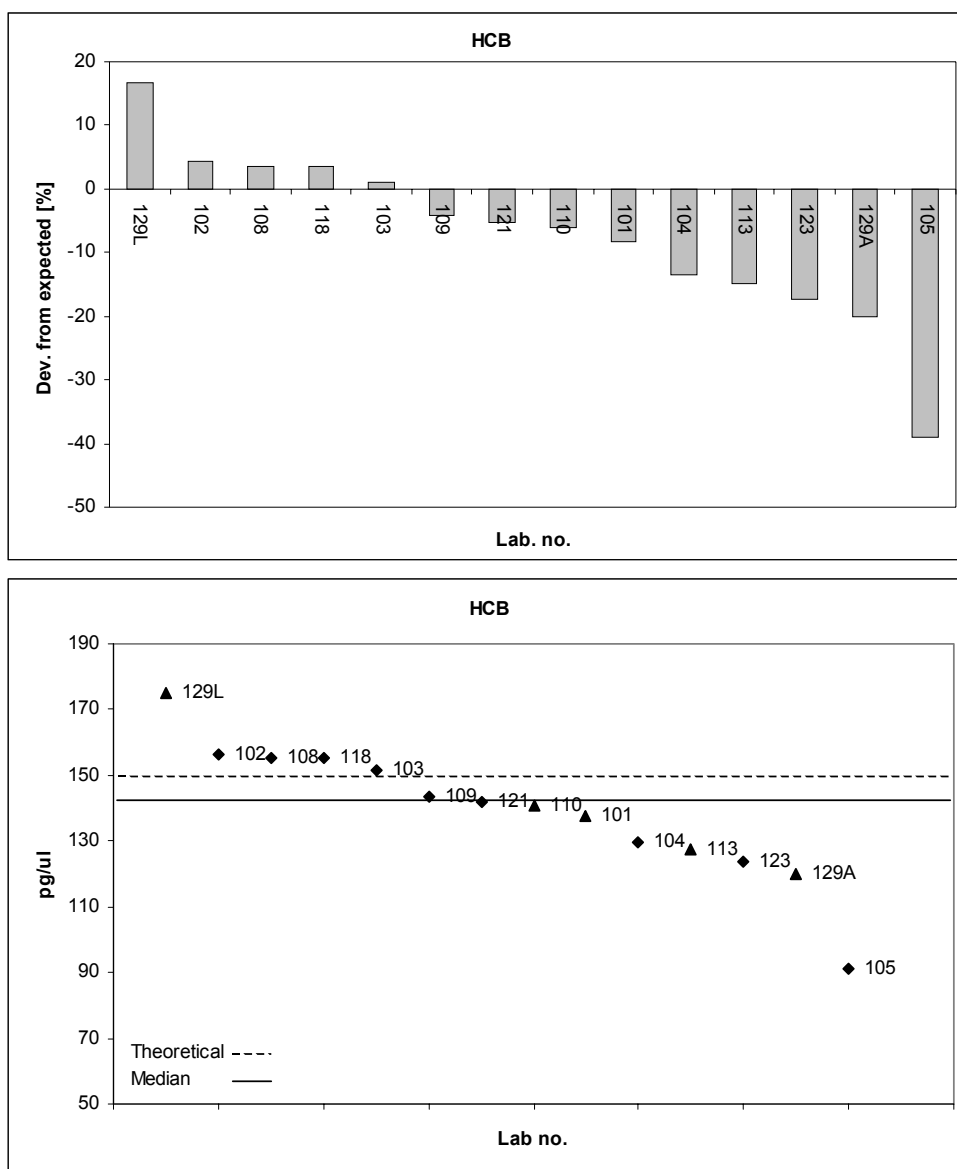 HCB
20
10
0
-10
-20
-30
-40
-50
Dev. from expected [%]
129L 102 108 118 103 109 121 110 101 104 113 123 129A 105
Lab. no.
HCB
190
170
150
130
110
90
70
50
pg/ul
129L
102 108 118 103
109 121 110 101
104 113 123 129A
105
Theoretical
Median
Lab no.